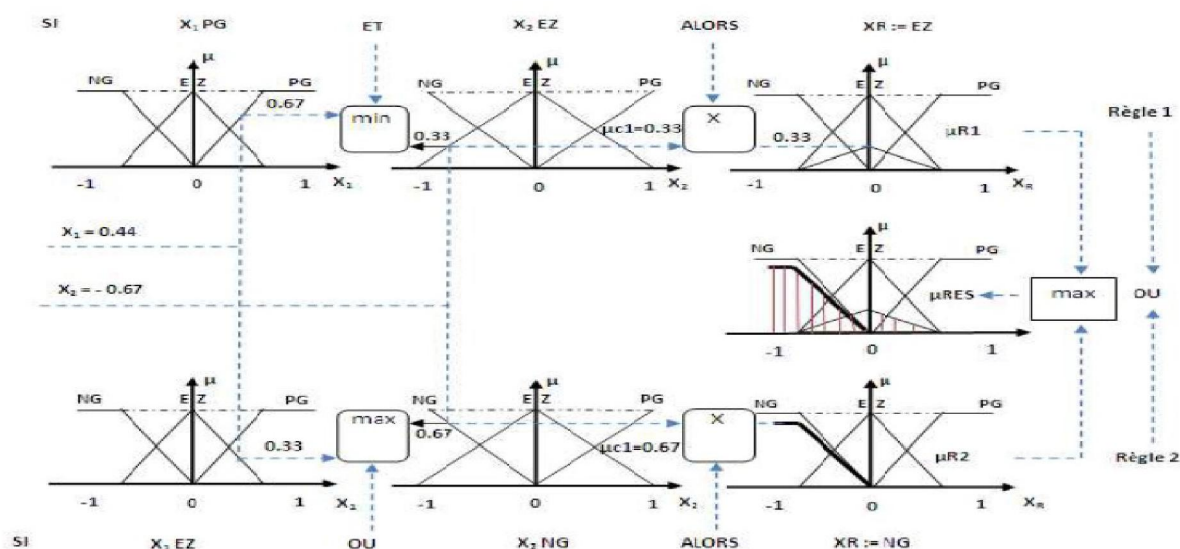 SI X₁ PG ET X₂ EZ ALORS XR := EZ
μ μ μ
NG E Z PG NG E Z PG NG E Z PG
0.67 min 0.33 μc1=0.33 X 0.33 μR1 Règle 1
-1 0 1 X₁ -1 0 1 X₂ -1 0 1 X_R
X₁ = 0.44
μ
NG E Z PG
X₂ = - 0.67
μRES max OU
-1 0 1
μ μ μ
NG E Z PG NG E Z PG NG E Z PG
0.33 max 0.67 μc1=0.67 X μR2 Règle 2
-1 0 1 X₁ -1 0 1 X₂ -1 0 1 X_R
SI X₁ EZ OU X₂ NG ALORS XR := NG